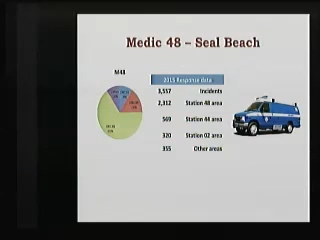 Medic 48 – Seal Beach
M48
2015 Response data
3,557 Incidents
2,312 Station 48 area
569 Station 44 area
320 Station 02 area
355 Other areas